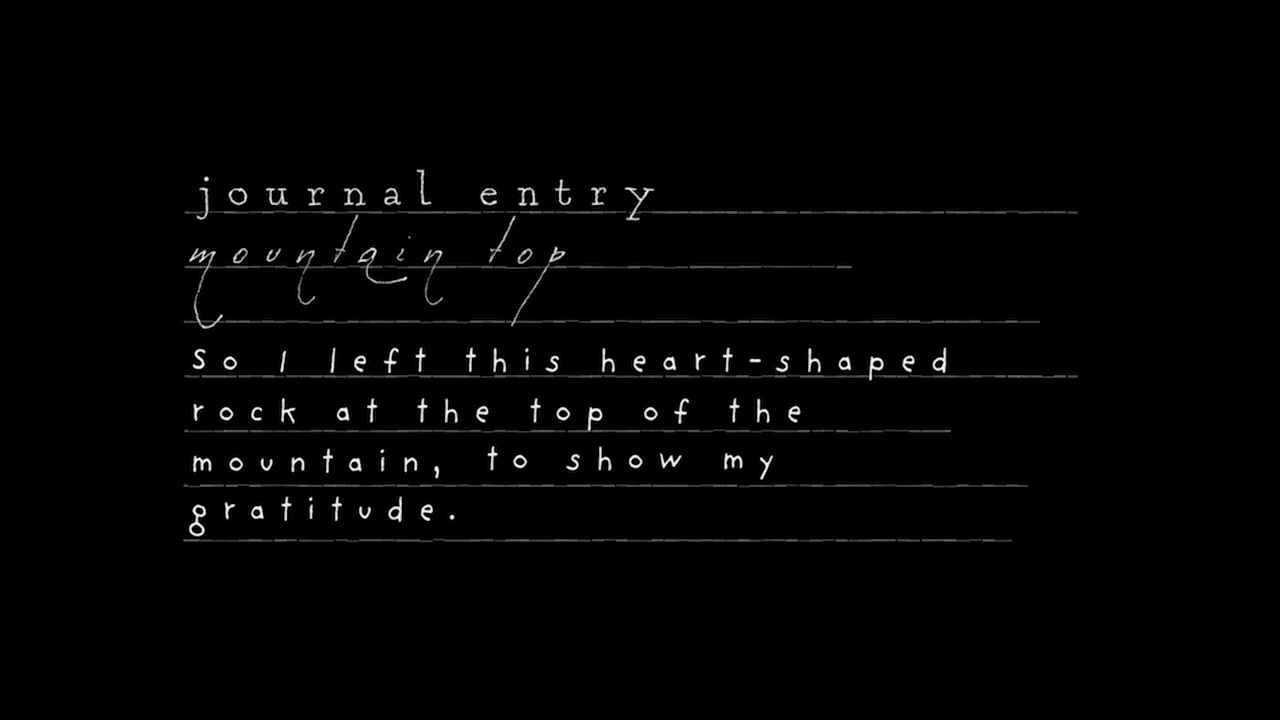 journal entry
mountain top
So I left this heart-shaped
rock at the top of the
mountain, to show my
gratitude.